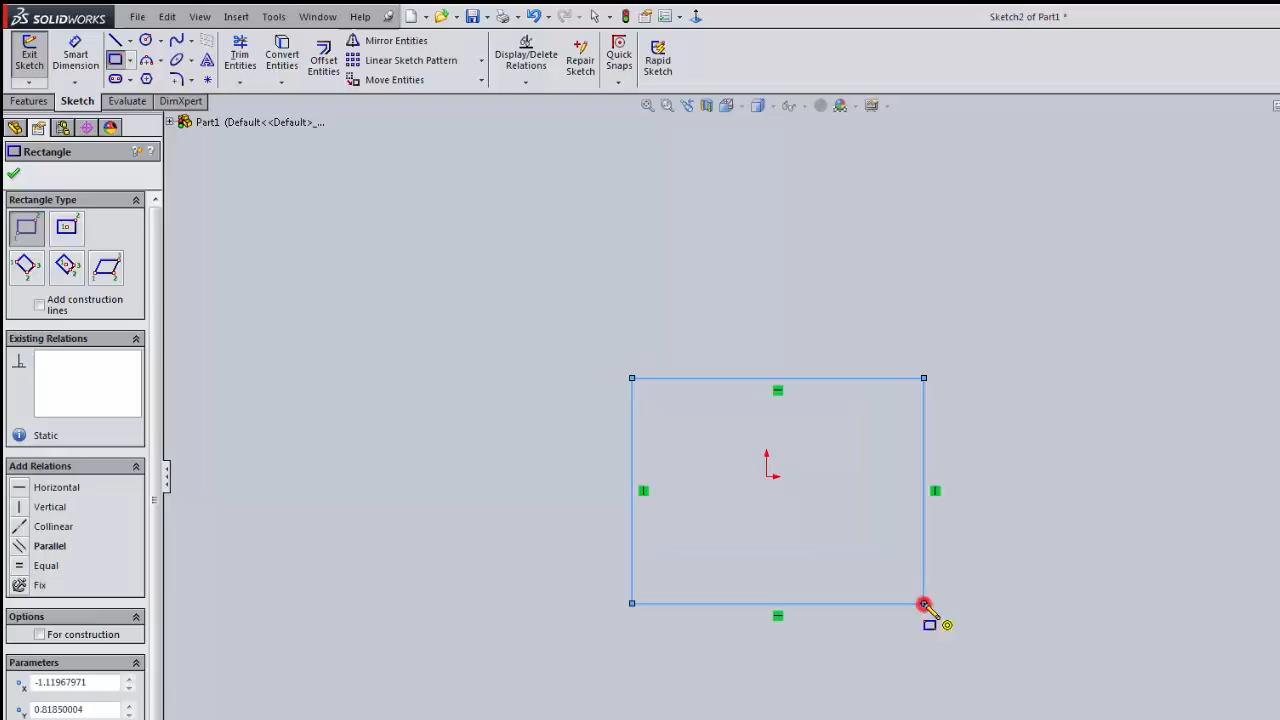 SOLIDWORKS File Edit View Insert Tools Window Help Sketch2 of Part1 *
Exit Sketch
Smart Dimension
Trim Entities
Convert Entities
Offset Entities
Mirror Entities
Linear Sketch Pattern
Move Entities
Display/Delete Relations
Repair Sketch
Quick Snaps
Rapid Sketch
Features Sketch Evaluate DimXpert
Part1 (Default<<Default>_...
Rectangle
Rectangle Type
Add construction
lines
Existing Relations
Static
Add Relations
Horizontal
Vertical
Collinear
Parallel
Equal
Fix
Options
For construction
Parameters
-1.11967971
0.81850004